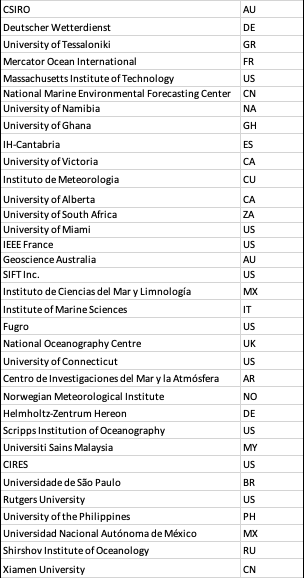 CSIRO AU
Deutscher Wetterdienst DE
University of Tessaloniki GR
Mercator Ocean International FR
Massachusetts Institute of Technology US
National Marine Environmental Forecasting Center CN
University of Namibia NA
University of Ghana GH
IH-Cantabria ES
University of Victoria CA
Instituto de Meteorologia CU
University of Alberta CA
University of South Africa ZA
University of Miami US
IEEE France US
Geoscience Australia AU
SIFT Inc. US
Instituto de Ciencias del Mar y Limnología MX
Institute of Marine Sciences IT
Fugro US
National Oceanography Centre UK
University of Connecticut US
Centro de Investigaciones del Mar y la Atmósfera AR
Norwegian Meteorological Institute NO
Helmholtz-Zentrum Hereon DE
Scripps Institution of Oceanography US
Universiti Sains Malaysia MY
CIRES US
Universidade de São Paulo BR
Rutgers University US
University of the Philippines PH
Universidad Nacional Autónoma de México MX
Shirshov Institute of Oceanology RU
Xiamen University CN